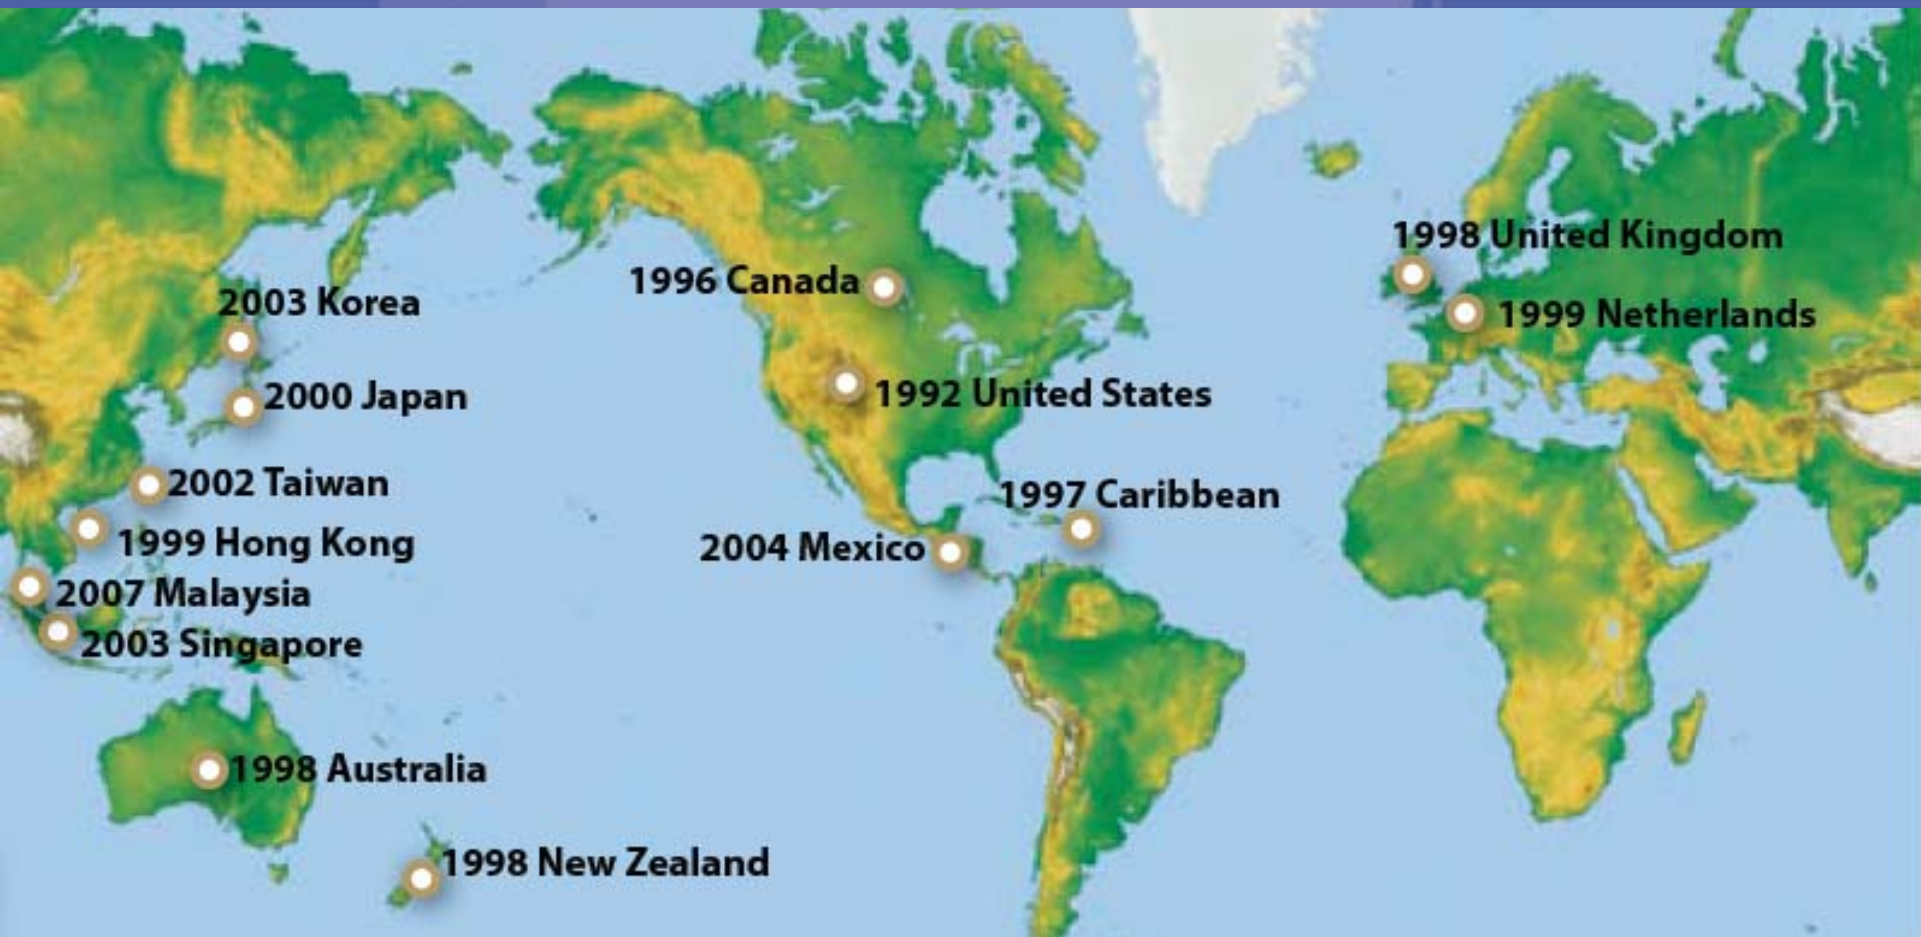 1998 United Kingdom
1996 Canada
2003 Korea
1999 Netherlands
2000 Japan
1992 United States
2002 Taiwan
1997 Caribbean
1999 Hong Kong
2004 Mexico
2007 Malaysia
2003 Singapore
1998 Australia
1998 New Zealand